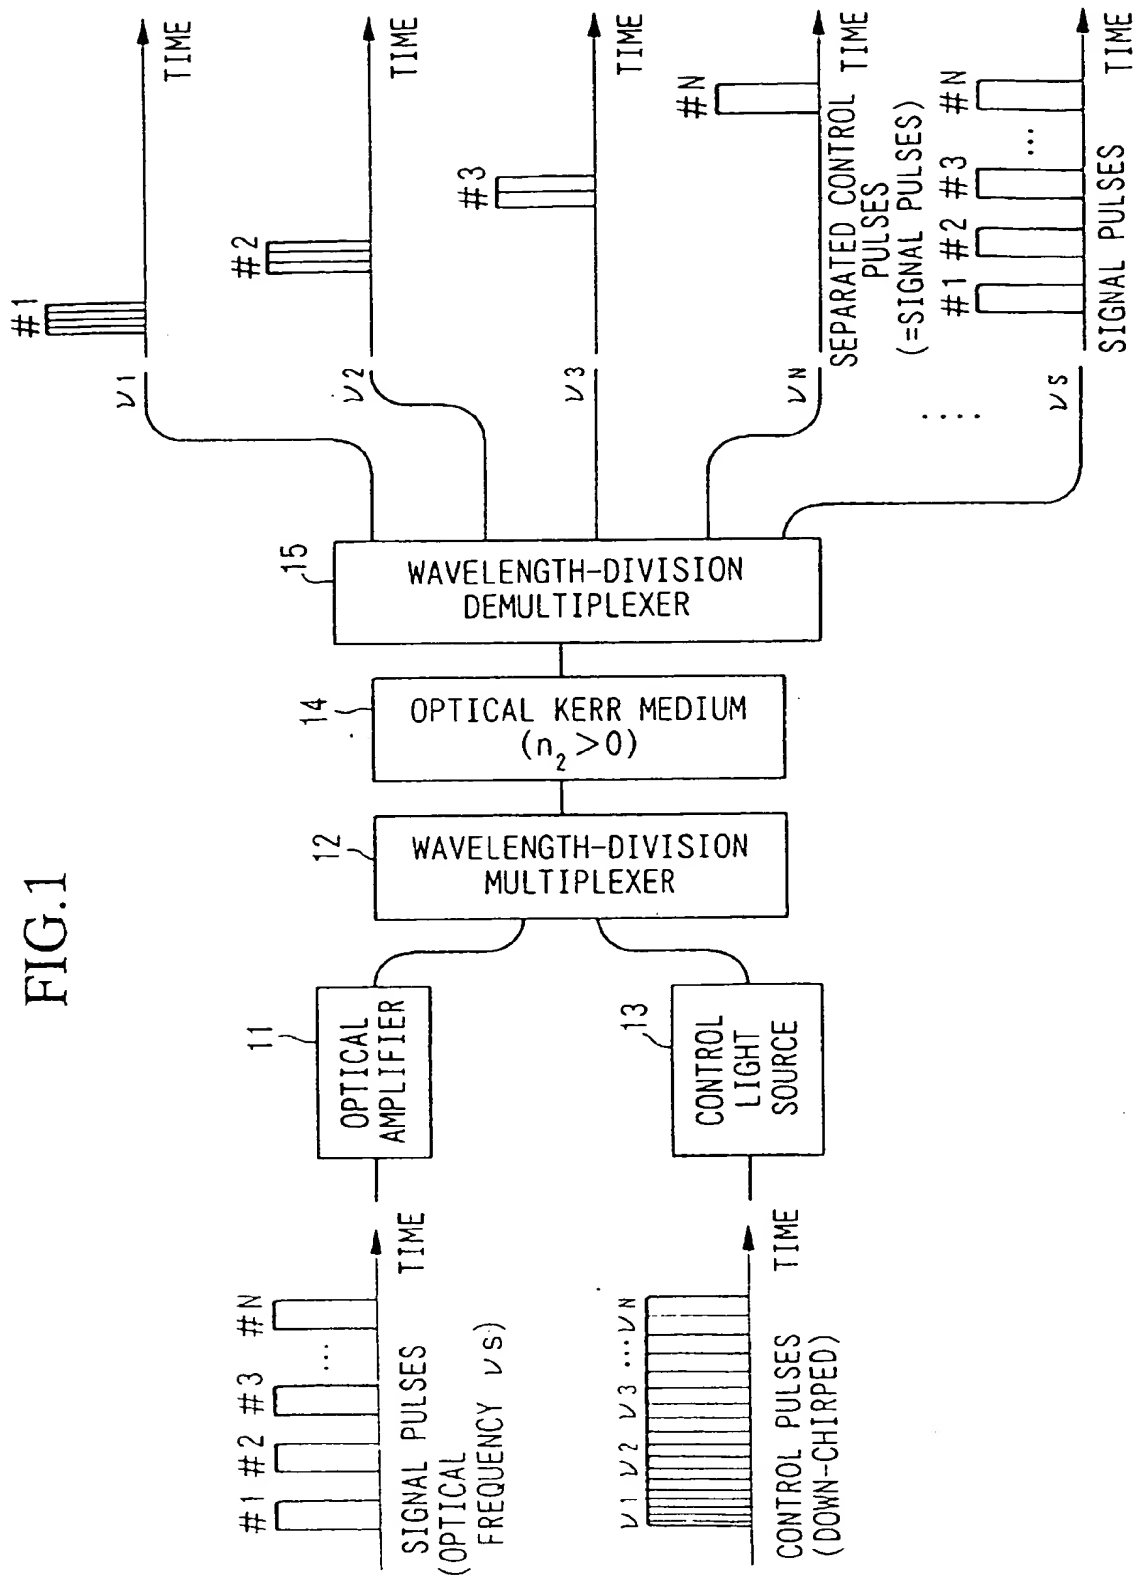 FIG.1
#1 #2 #3 ... #N
TIME
SIGNAL PULSES
(OPTICAL
FREQUENCY νs)
ν1 ν2 ν3 ...νN
TIME
CONTROL PULSES
(DOWN-CHIRPED)
11
OPTICAL
AMPLIFIER
13
CONTROL
LIGHT
SOURCE
12
WAVELENGTH-DIVISION
MULTIPLEXER
14
OPTICAL KERR MEDIUM
(n₂>0)
15
WAVELENGTH-DIVISION
DEMULTIPLEXER
ν1
#1
TIME
ν2
#2
TIME
ν3
#3
TIME
νN
#N
TIME
SEPARATED CONTROL
PULSES
(=SIGNAL PULSES)
....
νS
#1 #2 #3 ... #N
TIME
SIGNAL PULSES